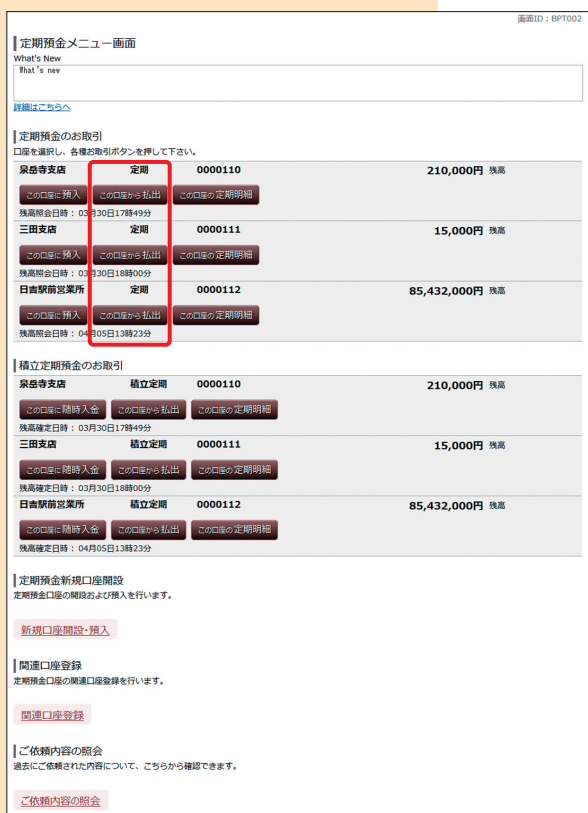 画面ID：BPT002
定期預金メニュー画面
What's New
What's new
詳細はこちらへ
定期預金のお取引
口座を選択し、各種お取引ボタンを押して下さい。
泉岳寺支店 定期 0000110 210,000円 残高
この口座に預入 この口座から払出 この口座の定期明細
残高照会日時：03月30日17時49分
三田支店 定期 0000111 15,000円 残高
この口座に預入 この口座から払出 この口座の定期明細
残高照会日時：03月30日18時00分
日吉駅前営業所 定期 0000112 85,432,000円 残高
この口座に預入 この口座から払出 この口座の定期明細
残高照会日時：04月05日13時23分
積立定期預金のお取引
泉岳寺支店 積立定期 0000110 210,000円 残高
この口座に随時入金 この口座から払出 この口座の定期明細
残高確定日時：03月30日17時49分
三田支店 積立定期 0000111 15,000円 残高
この口座に随時入金 この口座から払出 この口座の定期明細
残高確定日時：03月30日18時00分
日吉駅前営業所 積立定期 0000112 85,432,000円 残高
この口座に随時入金 この口座から払出 この口座の定期明細
残高確定日時：04月05日13時23分
定期預金新規口座開設
定期預金口座の開設および預入を行います。
新規口座開設・預入
関連口座登録
定期預金口座の関連口座登録を行います。
関連口座登録
ご依頼内容の照会
過去にご依頼された内容について、こちらから確認できます。
ご依頼内容の照会